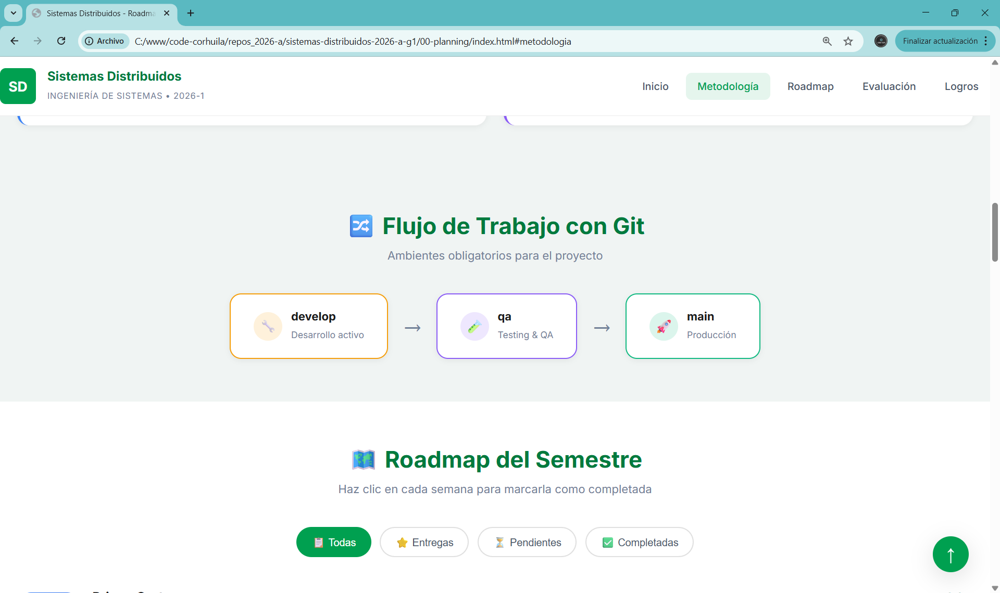 Sistemas Distribuidos - Roadma
Archivo
C:/www/code-corhuila/repos_2026-a/sistemas-distribuidos-2026-a-g1/00-planning/index.html#metodologia
Finalizar actualización
SD
Sistemas Distribuidos
INGENIERÍA DE SISTEMAS • 2026-1
Inicio
Metodología
Roadmap
Evaluación
Logros
Flujo de Trabajo con Git
Ambientes obligatorios para el proyecto
develop
Desarrollo activo
→
qa
Testing & QA
→
main
Producción
Roadmap del Semestre
Haz clic en cada semana para marcarla como completada
Todas
Entregas
Pendientes
Completadas
↑